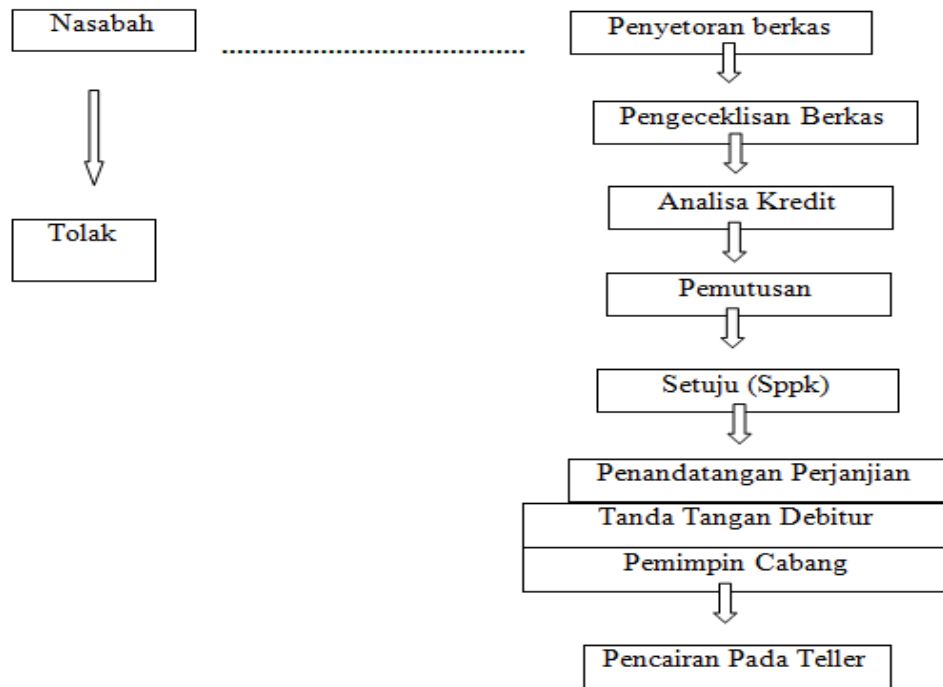 Nasabah
Penyetoran berkas
Pengeceklisan Berkas
Analisa Kredit
Tolak
Pemutusan
Setuju (Sppk)
Penandatangan Perjanjian
Tanda Tangan Debitur
Pemimpin Cabang
Pencairan Pada Teller